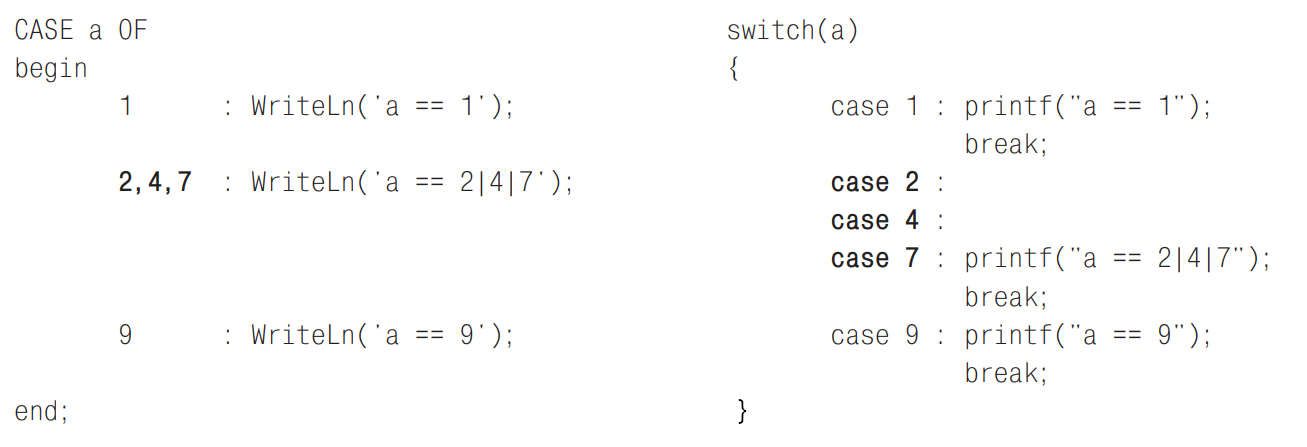 CASE a OF
begin
1 : WriteLn('a == 1');
2,4,7 : WriteLn('a == 2|4|7');
9 : WriteLn('a == 9');
end;
switch(a)
{
case 1 : printf("a == 1");
break;
case 2 :
case 4 :
case 7 : printf("a == 2|4|7");
break;
case 9 : printf("a == 9");
break;
}